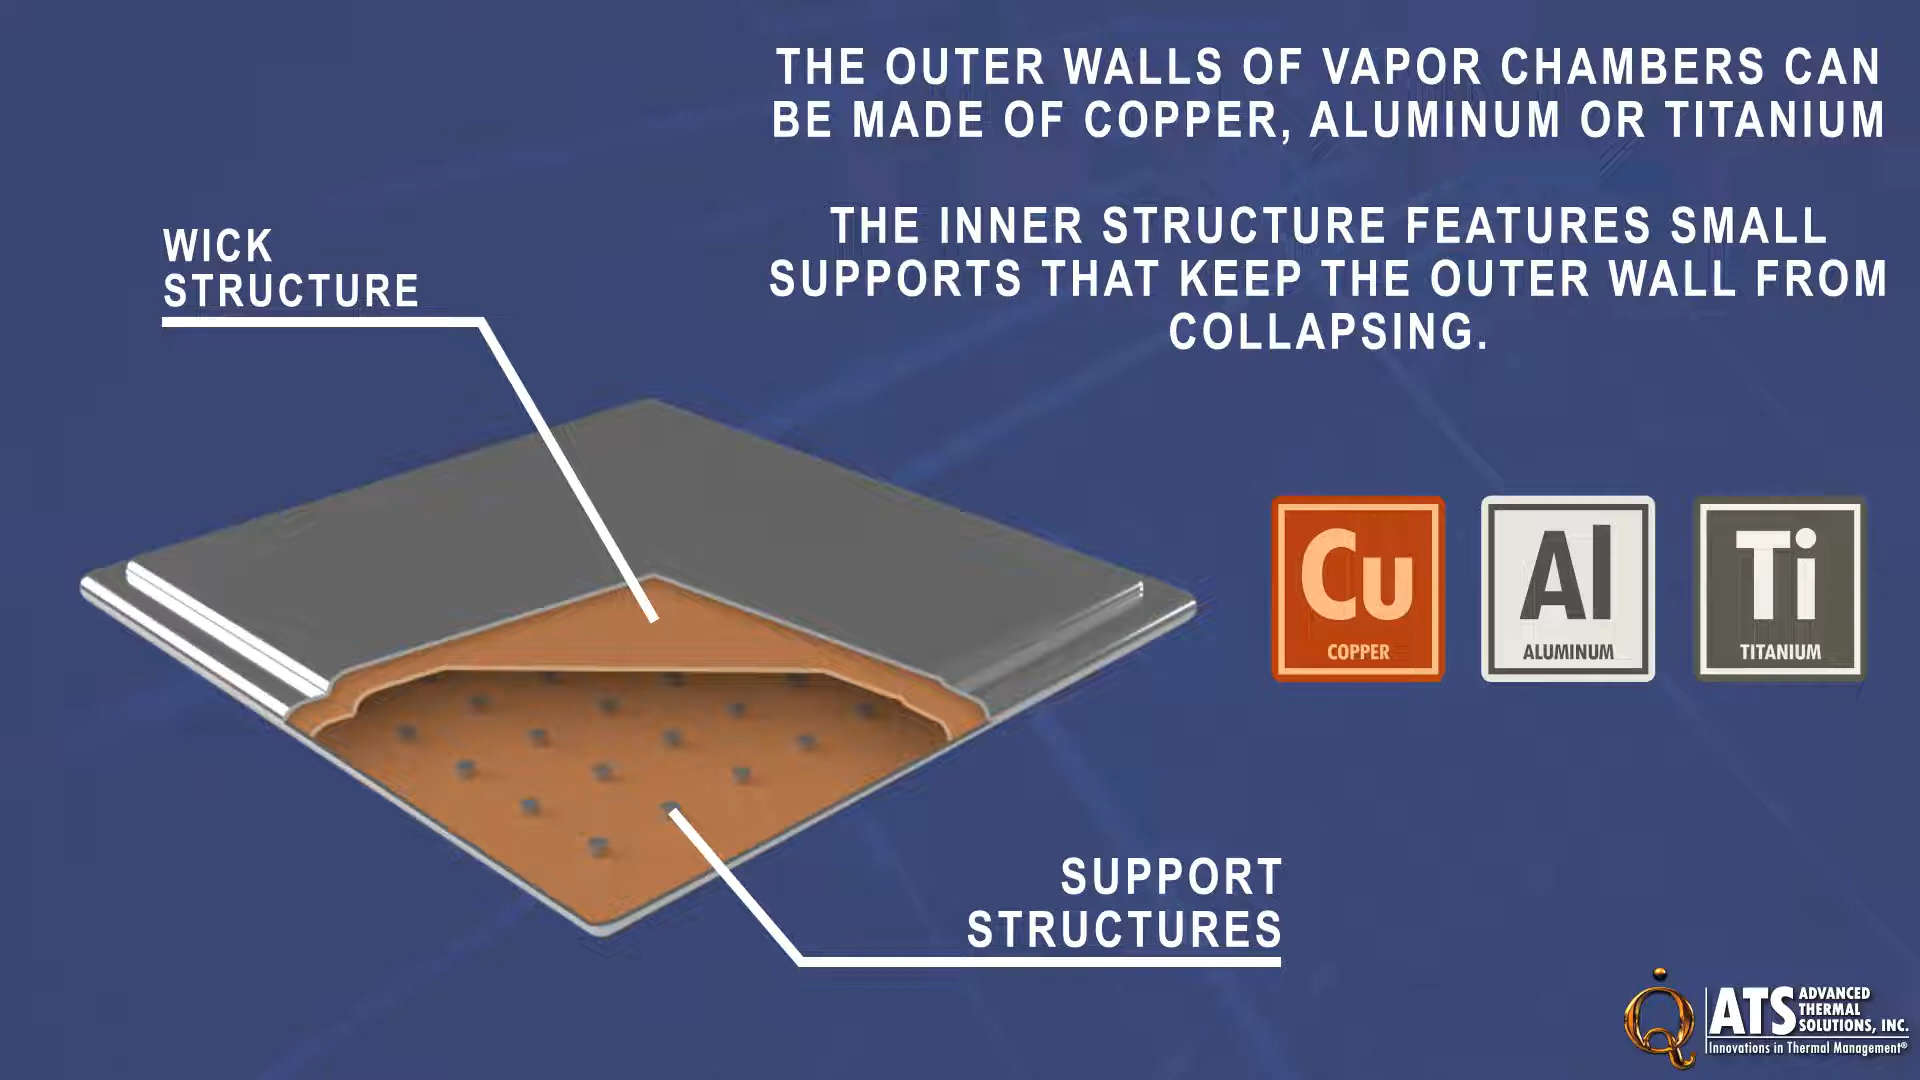 THE OUTER WALLS OF VAPOR CHAMBERS CAN
BE MADE OF COPPER, ALUMINUM OR TITANIUM
THE INNER STRUCTURE FEATURES SMALL
SUPPORTS THAT KEEP THE OUTER WALL FROM
COLLAPSING.
WICK
STRUCTURE
Cu
COPPER
Al
ALUMINUM
Ti
TITANIUM
SUPPORT
STRUCTURES
ATS
ADVANCED
THERMAL
SOLUTIONS, INC.
Innovations in Thermal Management®